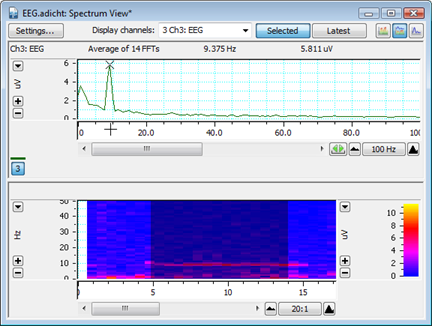 EEG.adicht: Spectrum View*
Settings... Display channels: 3 Ch3: EEG Selected Latest
Ch3: EEG Average of 14 FFTs 9.375 Hz 5.811 uV
6
4
uV
2
0
0 20.0 40.0 60.0 80.0 100
100 Hz
3
50
40
30
Hz
20
10
0
0 5 10 15
20:1
uV
10
8
6
4
2
0